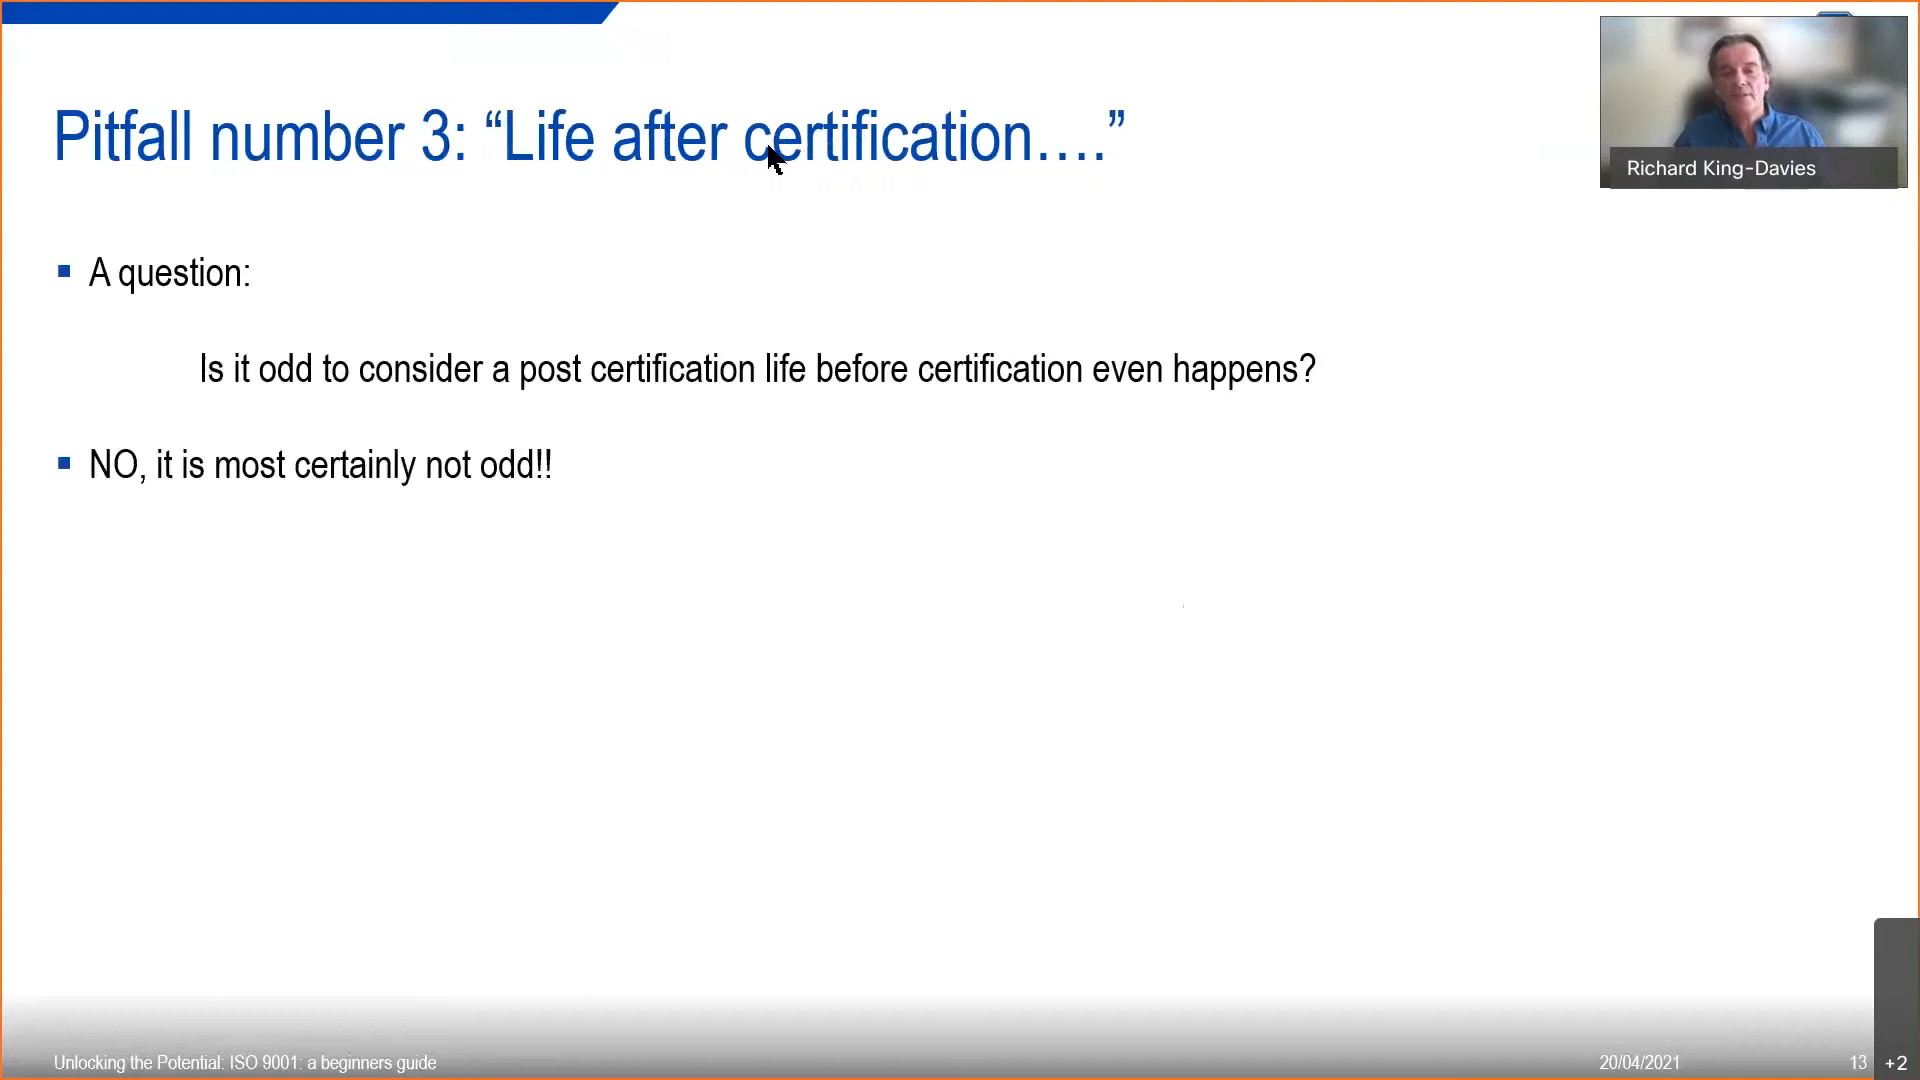 Pitfall number 3: “Life after certification….”
Richard King-Davies
A question:
Is it odd to consider a post certification life before certification even happens?
NO, it is most certainly not odd!!
Unlocking the Potential: ISO 9001: a beginners guide
20/04/2021
13
+2